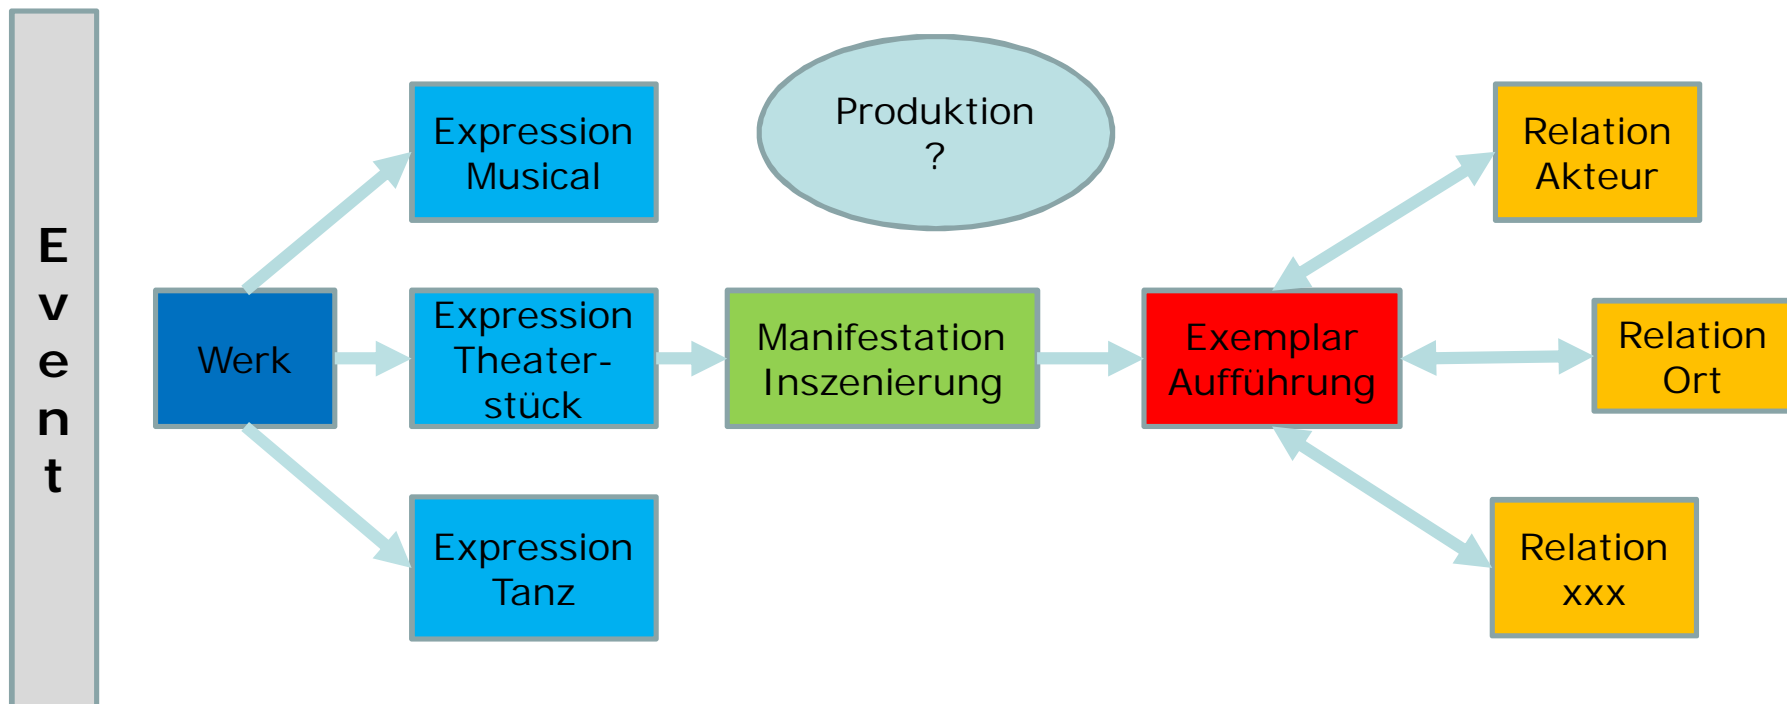 Event
Expression
Musical
Produktion
?
Relation
Akteur
Werk
Expression
Theater-
stück
Manifestation
Inszenierung
Exemplar
Aufführung
Relation
Ort
Expression
Tanz
Relation
xxx